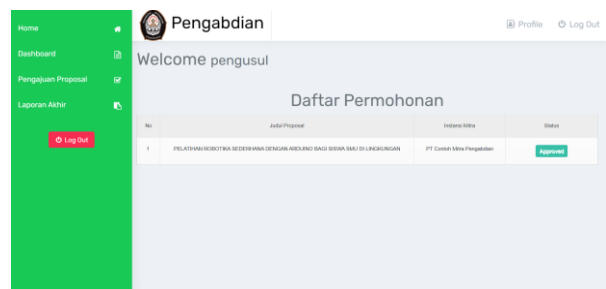 Home
Dashboard
Pengajuan Proposal
Laporan Akhir
Log Out
Pengabdian
Profile
Log Out
Welcome pengusul
Daftar Permohonan
No Judul Proposal Instansi Mitra Status
1 PELATIHAN ROBOTIKA SEDERHANA DENGAN ARDUINO BAGI SISWA SMU DI LINGKUNGAN PT Contoh Mitra Pengabdian Approved